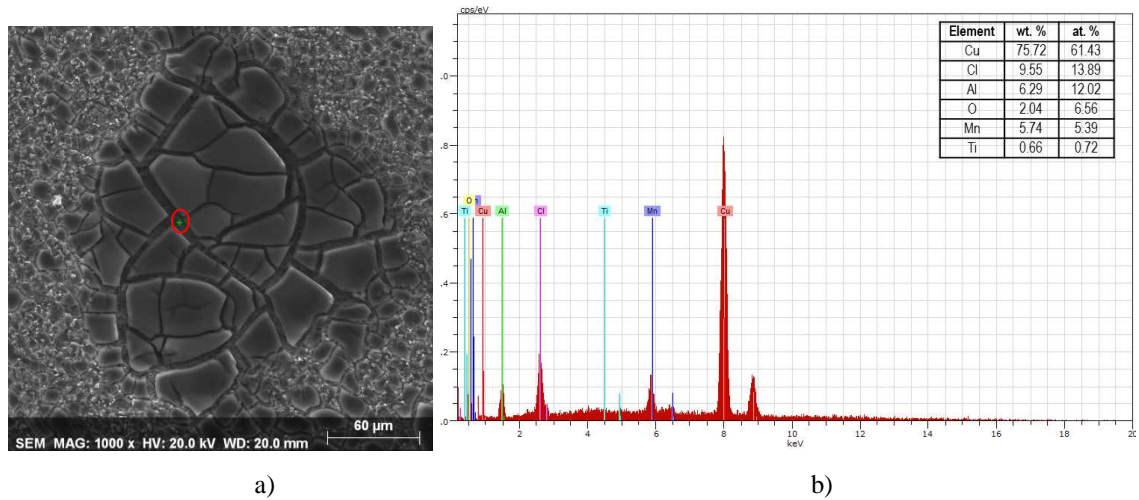 SEM MAG: 1000 x HV: 20.0 kV WD: 20.0 mm
60 µm
a)
cps/eV
Element wt. % at. %
Cu 75.72 61.43
Cl 9.55 13.89
Al 6.29 12.02
O 2.04 6.56
Mn 5.74 5.39
Ti 0.66 0.72
.0
.8
.6
.4
.2
.0
O
Ti Cu Al Cl Ti Mn Cu
2 4 6 8 10 12 14 16 18 20
keV
b)